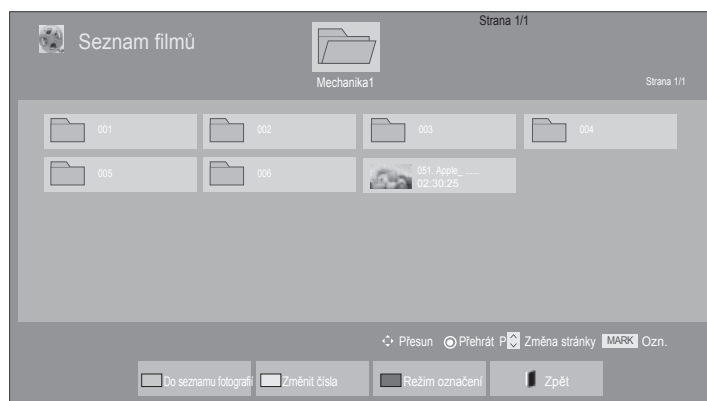 Seznam filmů
Strana 1/1
Mechanika1
Strana 1/1
001
002
003
004
005
006
051. Apple_ ......
02:30:25
Přesun Přehrát P Změna stránky MARK Ozn.
Do seznamu fotografií Změnit čísla Režim označení Zpět